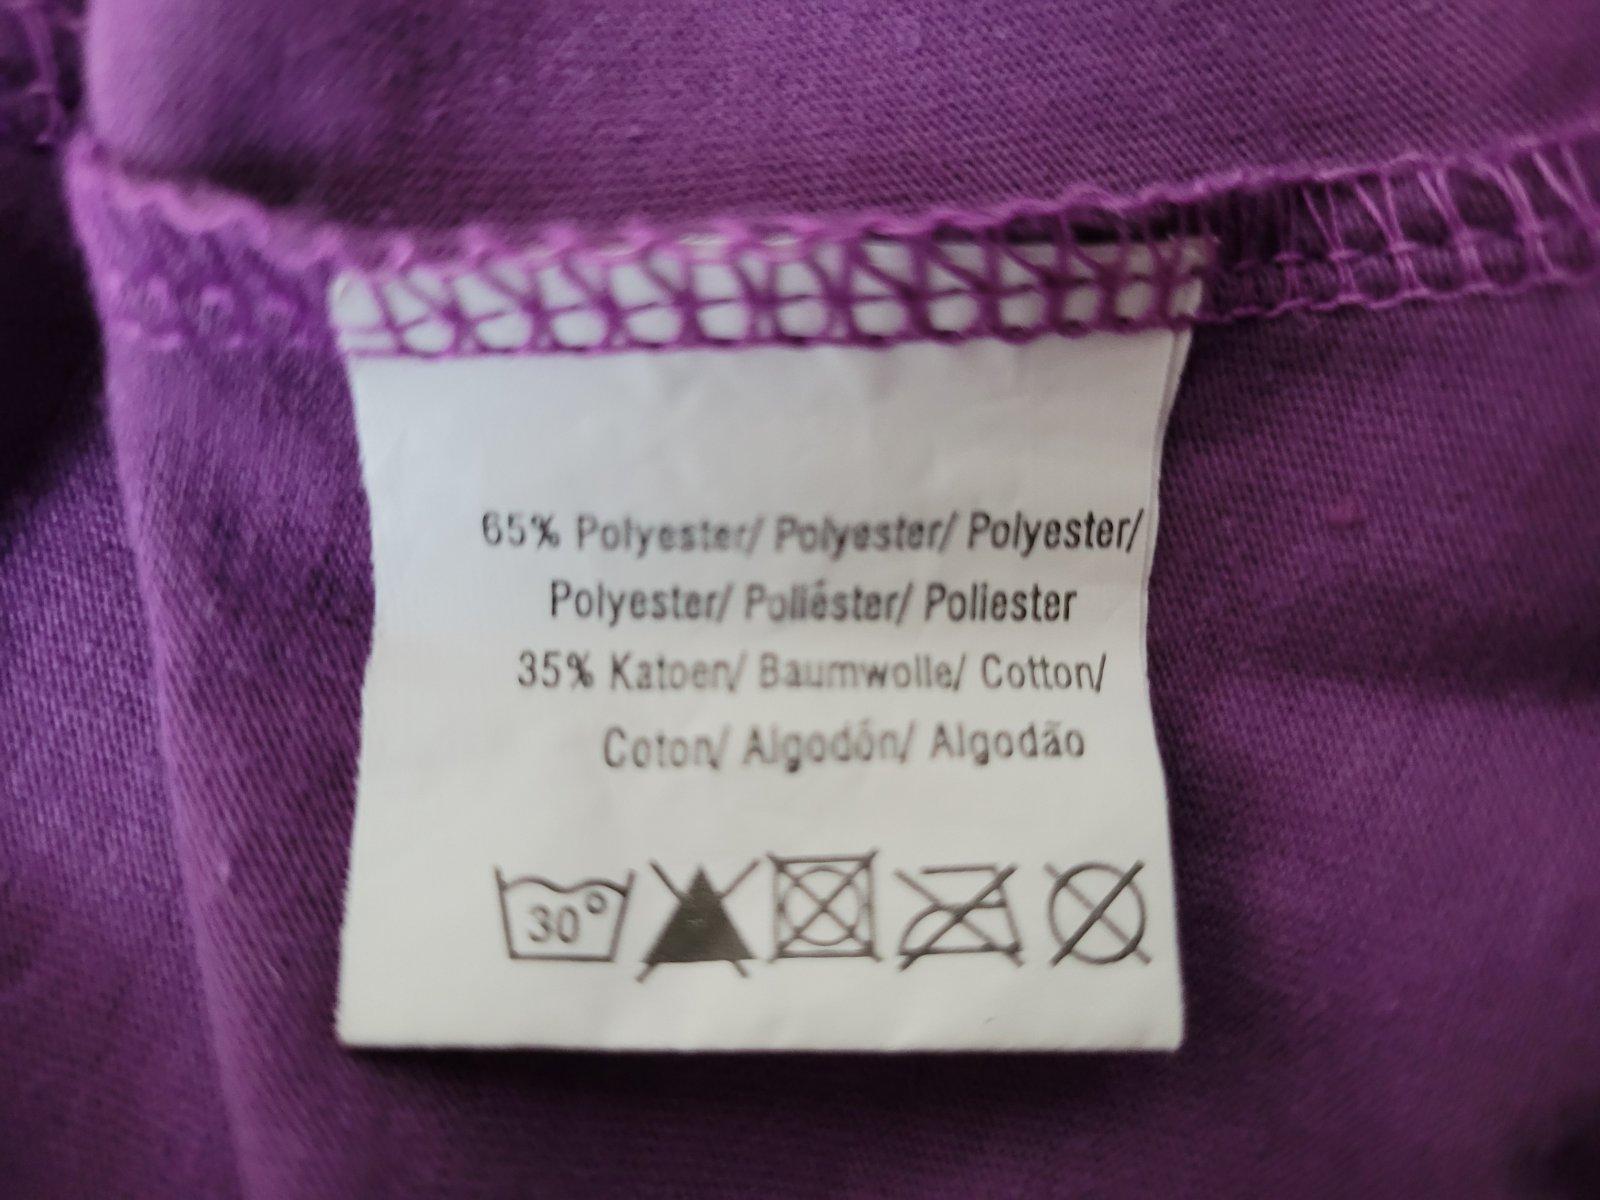 65% Polyester/ Polyester/ Polyester/
Polyester/ Poliéster/ Poliester
35% Katoen/ Baumwolle/ Cotton/
Coton/ Algodón/ Algodão
30°